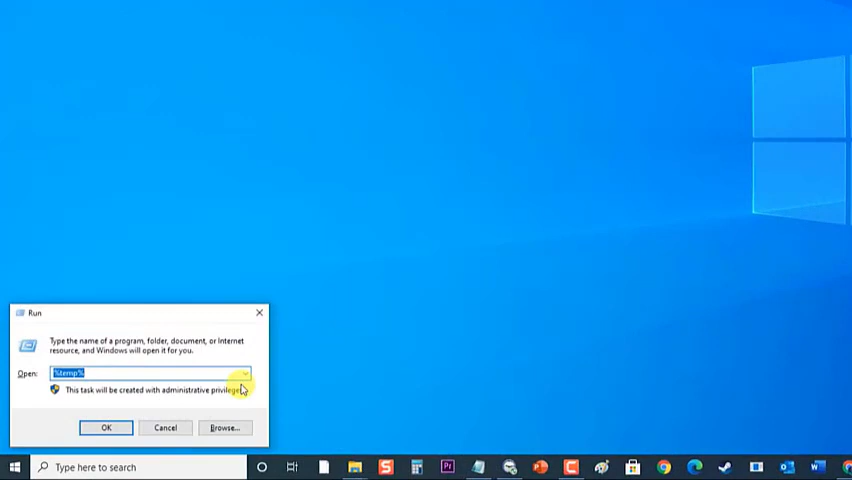 Run
Type the name of a program, folder, document, or Internet
resource, and Windows will open it for you.
Open:
%temp%
This task will be created with administrative privileges
OK
Cancel
Browse...
Type here to search